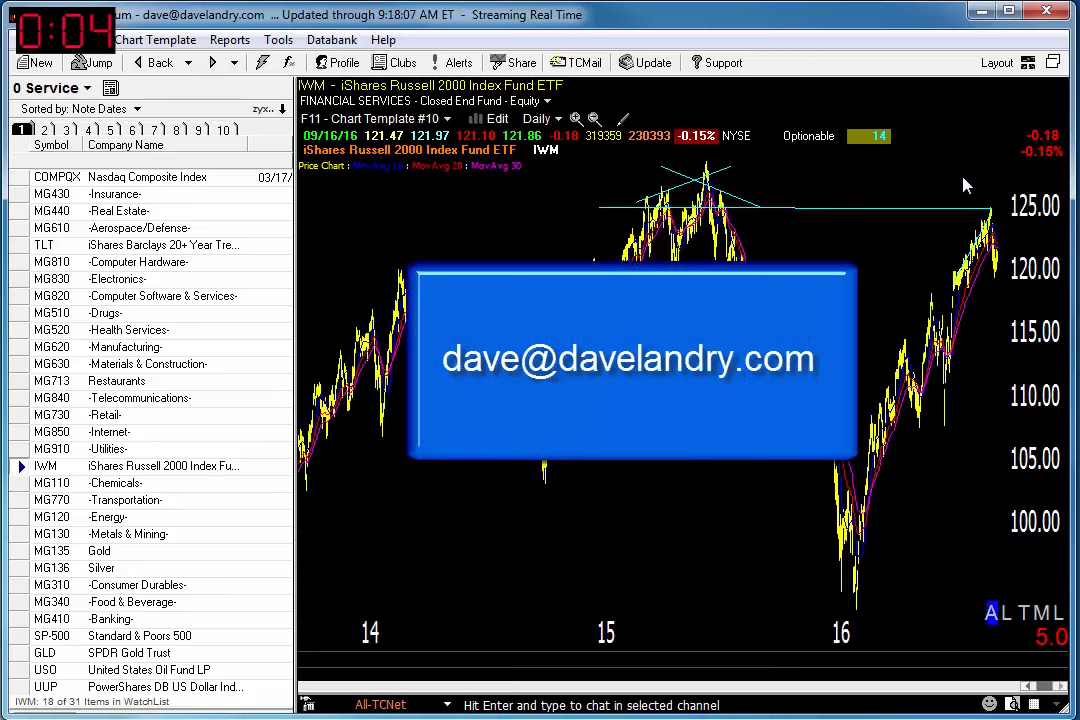 0:04
um - dave@davelandry.com ... Updated through 9:18:07 AM ET - Streaming Real Time
Chart Template Reports Tools Databank Help
New Jump Back Profile Clubs Alerts Share TCMail Update Support Layout
0 Service
IWM - iShares Russell 2000 Index Fund ETF
FINANCIAL SERVICES - Closed End Fund - Equity
Sorted by: Note Dates zyx..
F11 - Chart Template #10 Edit Daily
1 2 3 4 5 6 7 8 9 10
09/16/16 121.47 121.97 121.10 121.86 -0.18 319359 230393 -0.15% NYSE Optionable 14 -0.18
Symbol Company Name
iShares Russell 2000 Index Fund ETF IWM -0.15%
Price Chart : Mov Avg 10 : Mov Avg 20 : Mov Avg 30
COMPQX Nasdaq Composite Index 03/17/
MG430 -Insurance-
MG440 -Real Estate-
MG610 -Aerospace/Defense-
TLT iShares Barclays 20+ Year Tre...
MG810 -Computer Hardware-
MG830 -Electronics-
MG820 -Computer Software & Services-
MG510 -Drugs-
MG520 -Health Services-
MG620 -Manufacturing-
MG630 -Materials & Construction-
MG713 Restaurants
MG840 -Telecommunications-
MG730 -Retail-
MG850 -Internet-
MG910 -Utilities-
IWM iShares Russell 2000 Index Fu...
MG110 -Chemicals-
MG770 -Transportation-
MG120 -Energy-
MG130 -Metals & Mining-
MG135 Gold
MG136 Silver
MG310 -Consumer Durables-
MG340 -Food & Beverage-
MG410 -Banking-
SP-500 Standard & Poors 500
GLD SPDR Gold Trust
USO United States Oil Fund LP
UUP PowerShares DB US Dollar Ind...
IWM: 18 of 31 Items in WatchList
dave@davelandry.com
125.00
120.00
115.00
110.00
105.00
100.00
A L T M L
14 15 16 5.0
All-TCNet Hit Enter and type to chat in selected channel